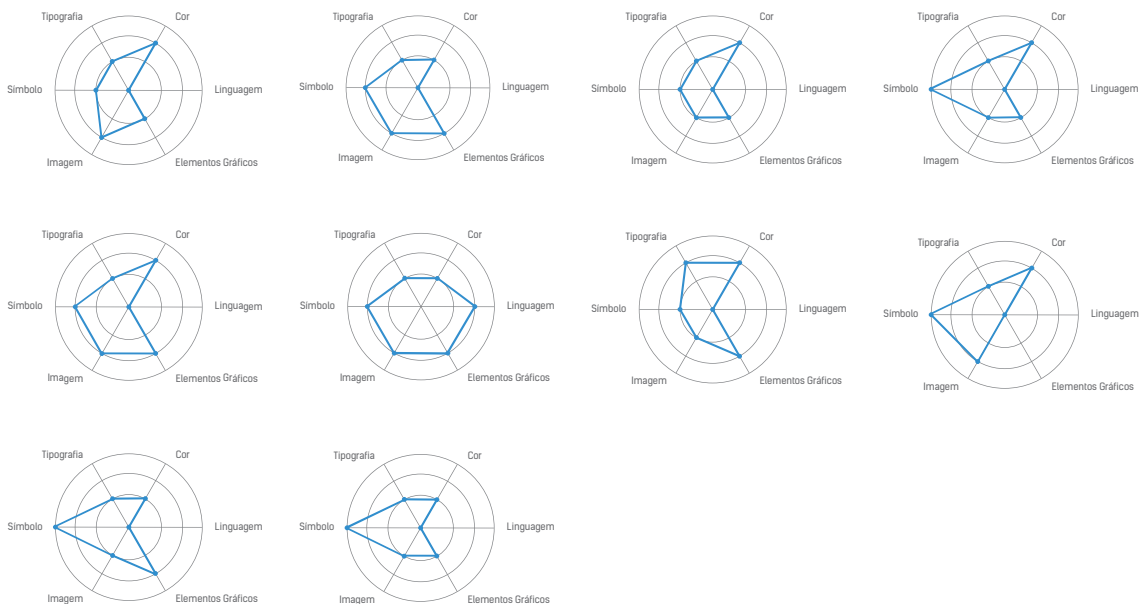 Tipografia
Cor
Símbolo
Linguagem
Imagem
Elementos Gráficos
Tipografia
Cor
Símbolo
Linguagem
Imagem
Elementos Gráficos
Tipografia
Cor
Símbolo
Linguagem
Imagem
Elementos Gráficos
Tipografia
Cor
Símbolo
Linguagem
Imagem
Elementos Gráficos
Tipografia
Cor
Símbolo
Linguagem
Imagem
Elementos Gráficos
Tipografia
Cor
Símbolo
Linguagem
Imagem
Elementos Gráficos
Tipografia
Cor
Símbolo
Linguagem
Imagem
Elementos Gráficos
Tipografia
Cor
Símbolo
Linguagem
Imagem
Elementos Gráficos
Tipografia
Cor
Símbolo
Linguagem
Imagem
Elementos Gráficos
Tipografia
Cor
Símbolo
Linguagem
Imagem
Elementos Gráficos